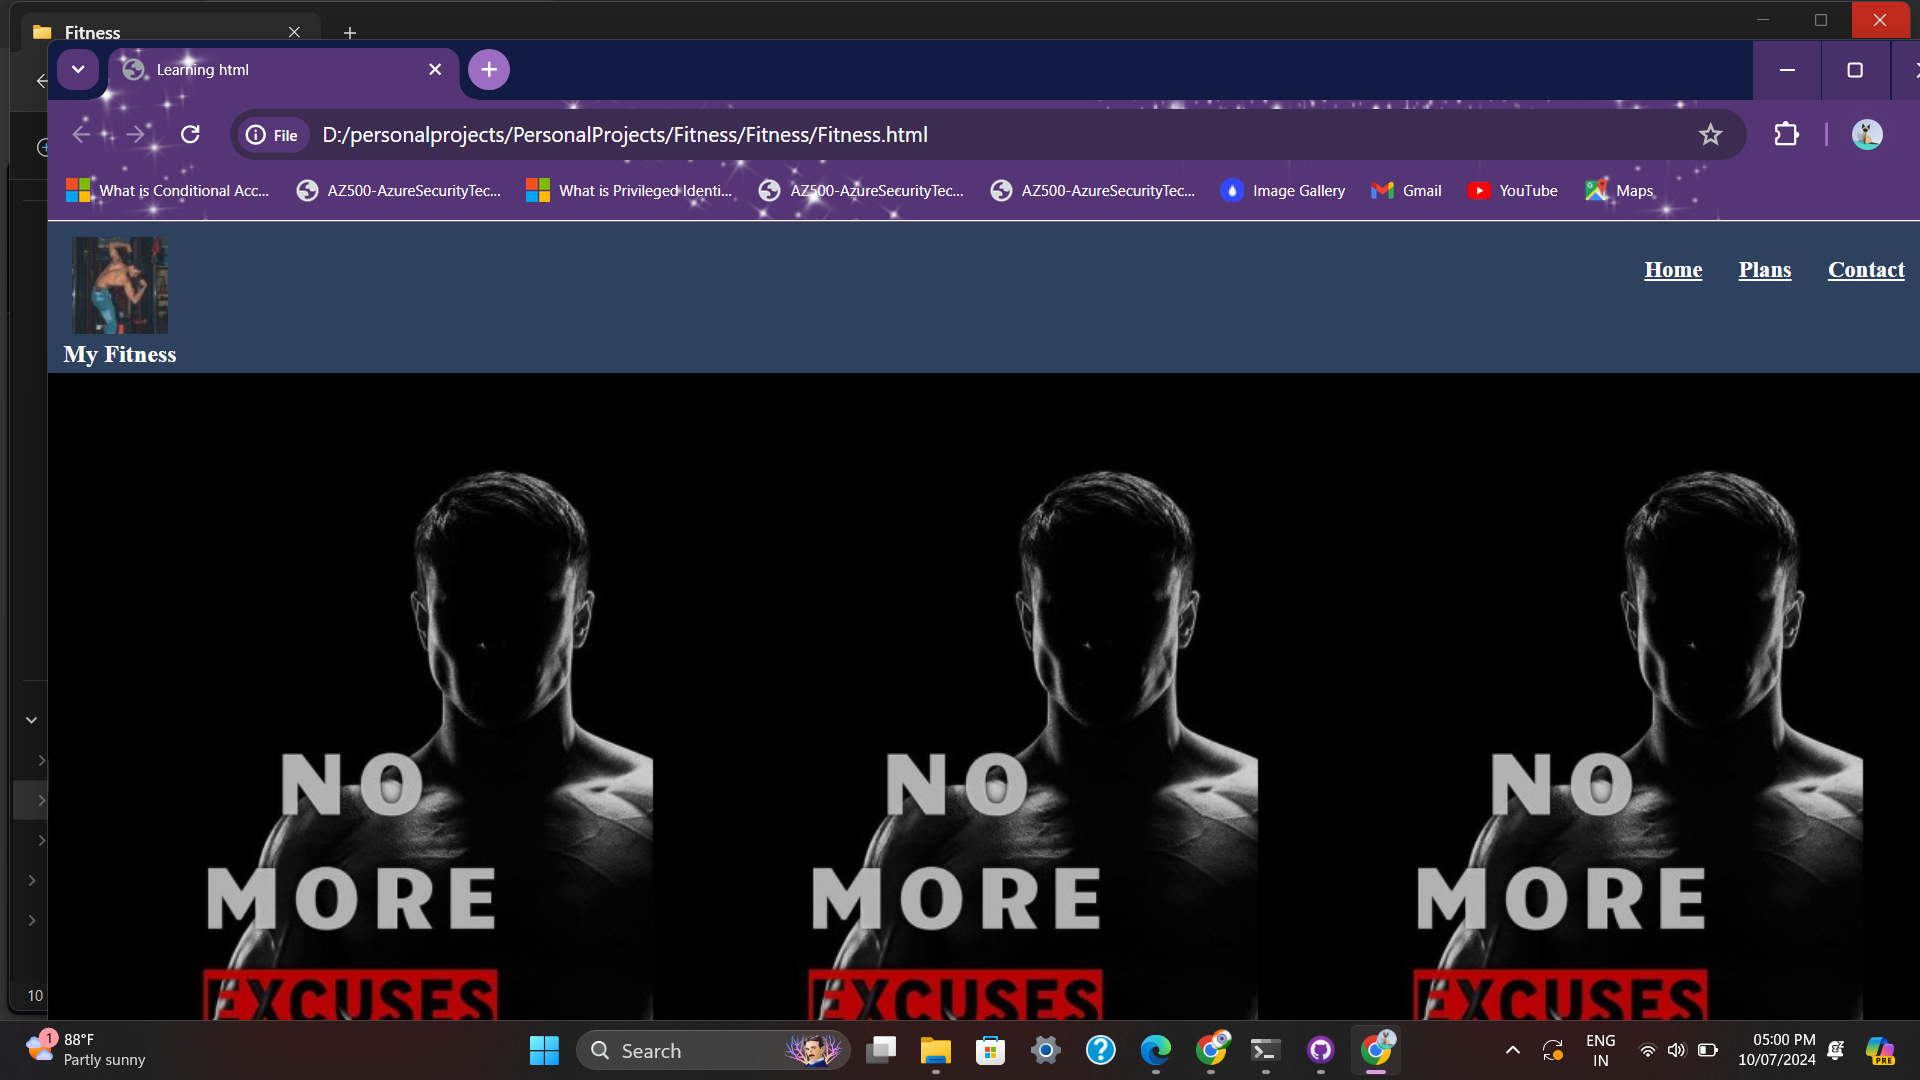 Fitness
Learning html
File D:/personalprojects/PersonalProjects/Fitness/Fitness/Fitness.html
What is Conditional Acc... AZ500-AzureSecurityTec... What is Privileged Identi... AZ500-AzureSecurityTec... AZ500-AzureSecurityTec... Image Gallery Gmail YouTube Maps
Home Plans Contact
My Fitness
NO NO NO
MORE MORE MORE
EXCUSES EXCUSES EXCUSES
10
1 88°F
Partly sunny
Search
ENG
IN
05:00 PM
10/07/2024
PRE